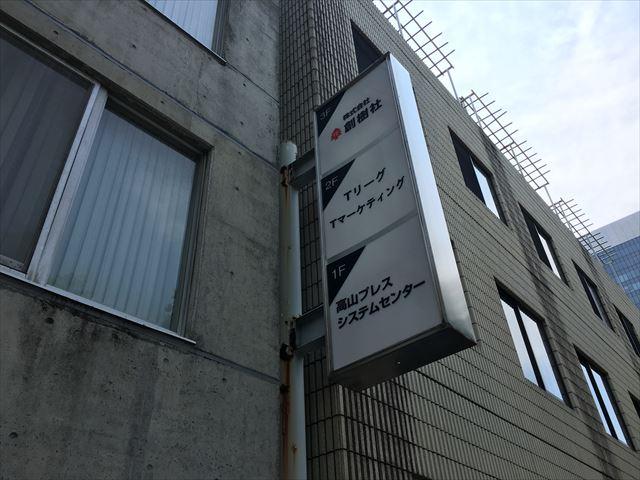 3F
株式会社
創樹社
2F
Tリーグ
Tマーケティング
1F
高山プレス
システムセンター